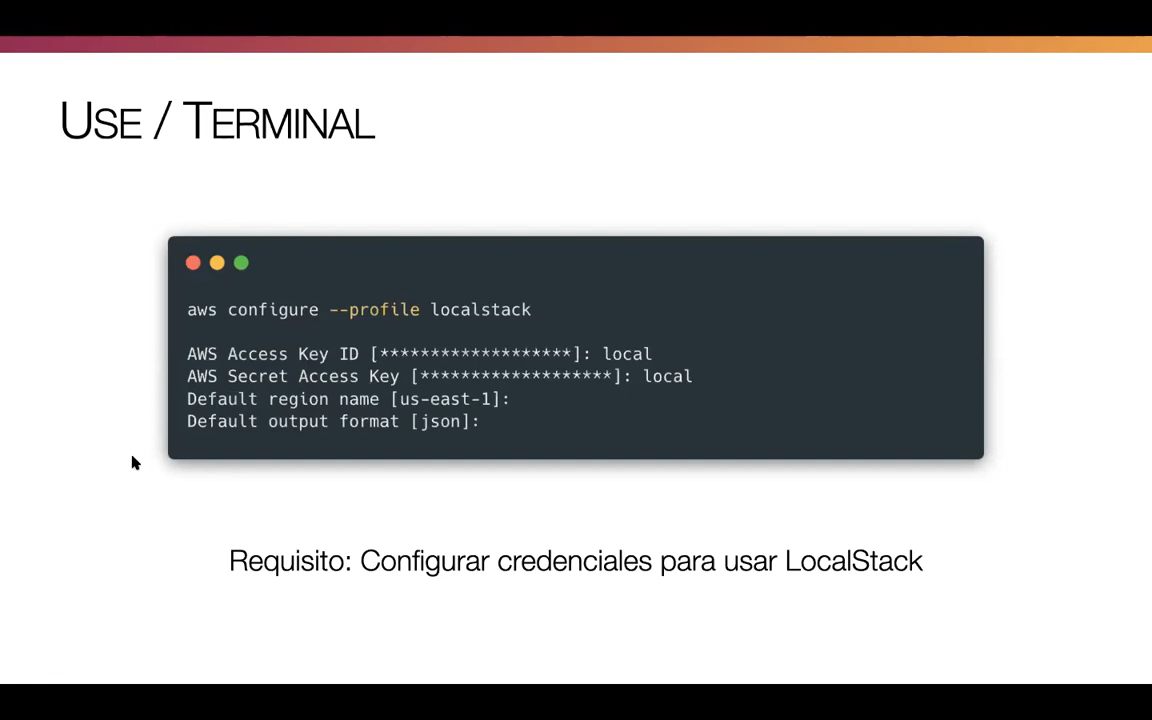 USE / TERMINAL
aws configure --profile localstack
AWS Access Key ID [*******************]: local
AWS Secret Access Key [*******************]: local
Default region name [us-east-1]:
Default output format [json]:
Requisito: Configurar credenciales para usar LocalStack